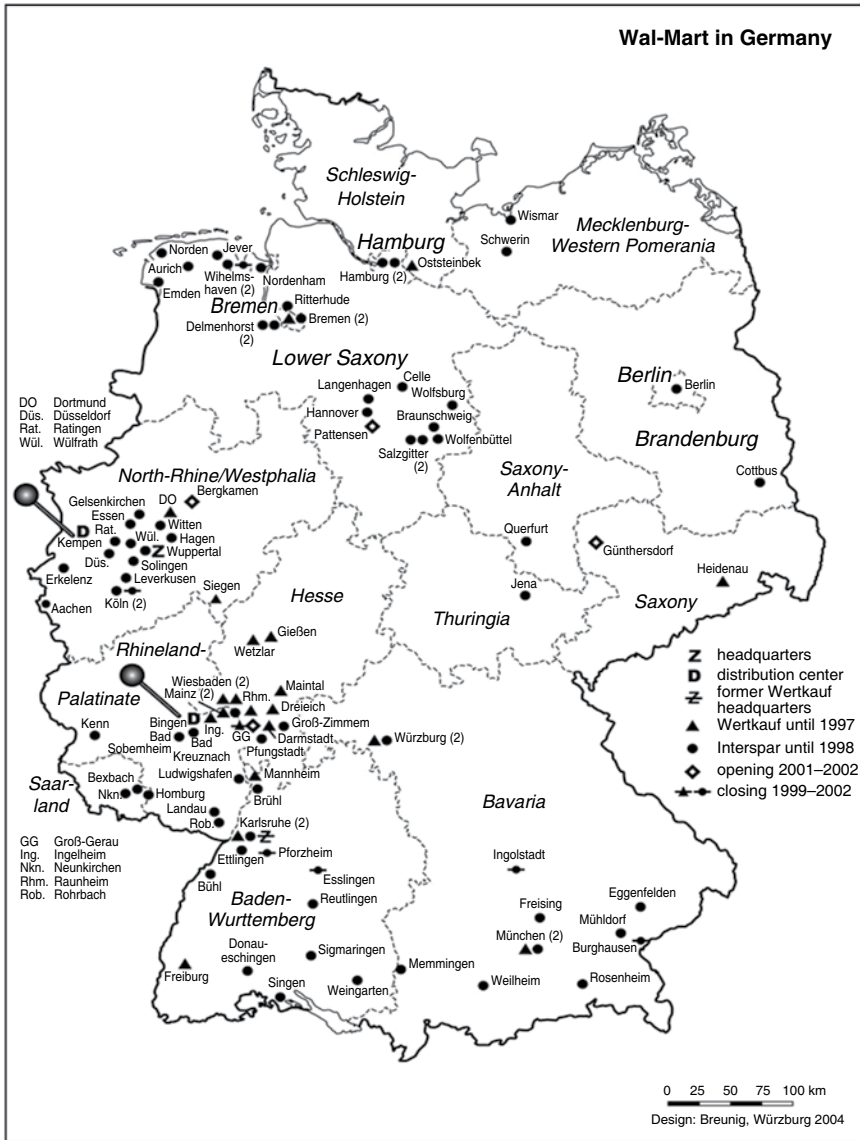 Wal-Mart in Germany
Schleswig-
Holstein
Wismar
Mecklenburg-
Western Pomerania
Schwerin
Hamburg
Hamburg (2)
Oststeinbek
Norden
Jever
Aurich
Wihelms-
haven (2)
Nordenham
Emden
Ritterhude
Bremen
Bremen (2)
Delmenhorst
(2)
Lower Saxony
Celle
Langenhagen
Wolfsburg
Hannover
Braunschweig
Pattensen
Salzgitter
(2)
Wolfenbüttel
Berlin
Berlin
Brandenburg
Cottbus
Saxony-
Anhalt
DO Dortmund
Düs. Düsseldorf
Rat. Ratingen
Wül. Wülfrath
North-Rhine/Westphalia
Bergkamen
Gelsenkirchen
DO
Essen
Witten
Rat.
D
Kempen
Wül.
Hagen
Z
Wuppertal
Düs.
Solingen
Erkelenz
Leverkusen
Aachen
Köln (2)
Siegen
Querfurt
Günthersdorf
Heidenau
Jena
Thuringia
Saxony
Hesse
Gießen
Wetzlar
Rhineland-
Palatinate
Wiesbaden (2)
Mainz (2)
Rhm.
Maintal
Dreieich
D
Ing.
GG
Groß-Zimmem
Darmstadt
Pfungstadt
Kenn
Bingen
Bad
Sobemheim
Bad
Kreuznach
Würzburg (2)
Ludwigshafen
Mannheim
Brühl
Saar-
land
Bexbach
Nkn.
Homburg
Landau
Rob.
Karlsruhe (2)
Z
Ettlingen
Pforzheim
Bühl
Esslingen
Reutlingen
Baden-
Wurttemberg
Donau-
eschingen
Sigmaringen
Freiburg
Singen
Weingarten
Memmingen
Bavaria
Ingolstadt
Freising
Eggenfelden
Mühldorf
München (2)
Burghausen
Weilheim
Rosenheim
GG Groß-Gerau
Ing. Ingelheim
Nkn. Neunkirchen
Rhm. Raunheim
Rob. Rohrbach
Z headquarters
D distribution center
Z former Wertkauf
headquarters
Wertkauf until 1997
Interspar until 1998
opening 2001–2002
closing 1999–2002
0 25 50 75 100 km
Design: Breunig, Würzburg 2004